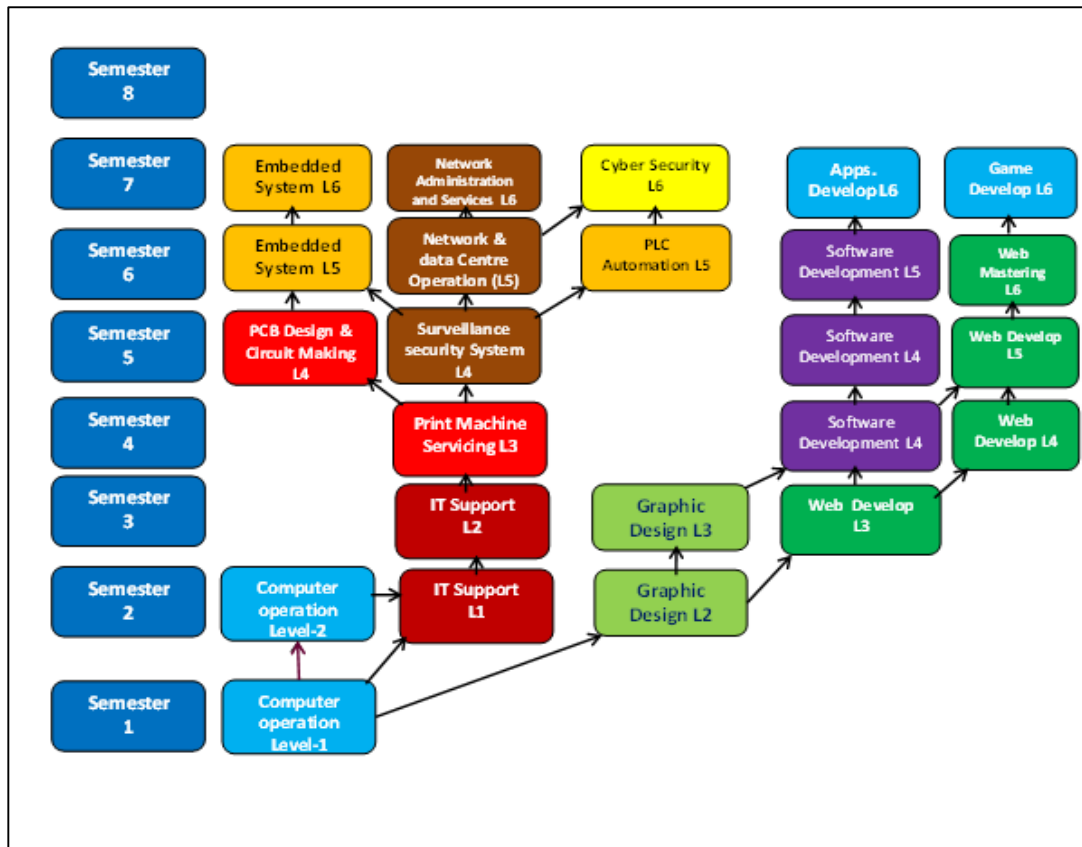 Semester
8
Semester
7
Embedded
System L6
Network
Administration
and Services L6
Cyber Security
L6
Apps.
Develop L6
Game
Develop L6
Semester
6
Embedded
System L5
Network &
data Centre
Operation (L5)
PLC
Automation L5
Software
Development L5
Web
Mastering
L6
Semester
5
PCB Design &
Circuit Making
L4
Surveillance
security System
L4
Software
Development L4
Web Develop
L5
Semester
4
Print Machine
Servicing L3
Software
Development L4
Web
Develop L4
Semester
3
IT Support
L2
Graphic
Design L3
Web Develop
L3
Semester
2
Computer
operation
Level-2
IT Support
L1
Graphic
Design L2
Semester
1
Computer
operation
Level-1